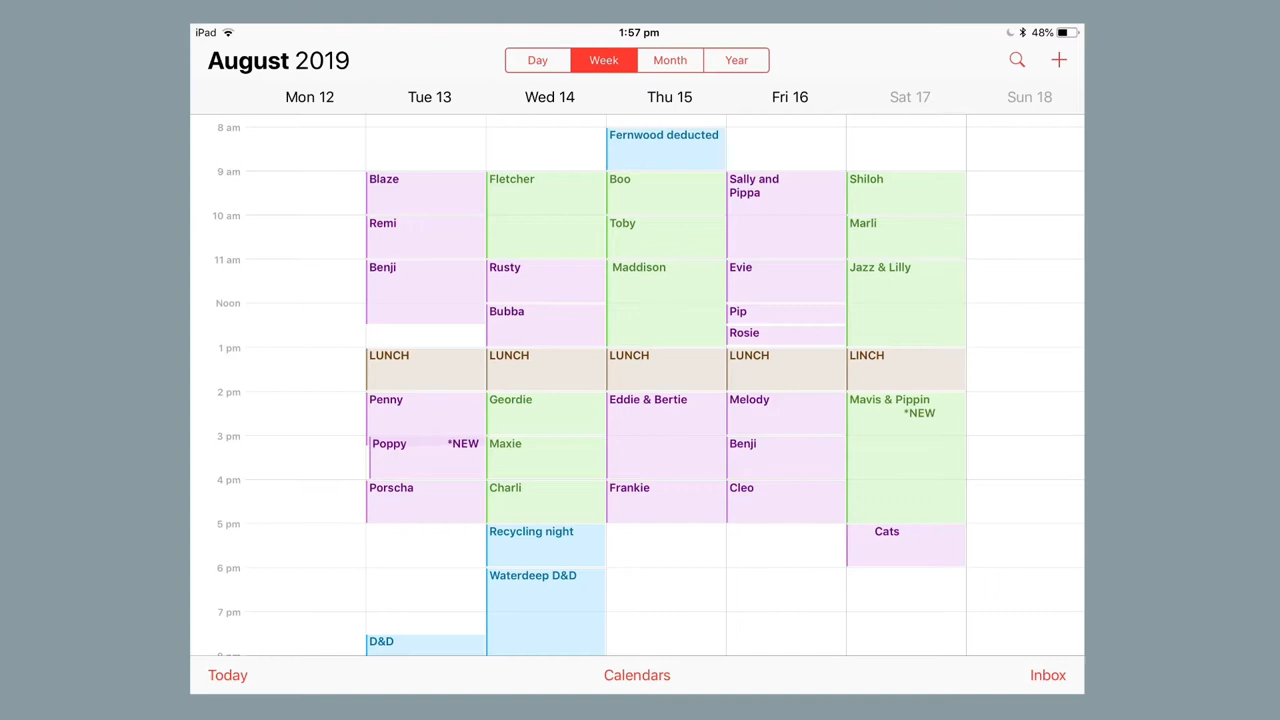 iPad
1:57 pm
48%
August 2019
Day
Week
Month
Year
Mon 12
Tue 13
Wed 14
Thu 15
Fri 16
Sat 17
Sun 18
8 am
Fernwood deducted
9 am
Blaze
Fletcher
Boo
Sally and
Pippa
Shiloh
10 am
Remi
Toby
Marli
11 am
Benji
Rusty
Maddison
Evie
Jazz & Lilly
Noon
Bubba
Pip
Rosie
1 pm
LUNCH
LUNCH
LUNCH
LUNCH
LINCH
2 pm
Penny
Geordie
Eddie & Bertie
Melody
Mavis & Pippin
*NEW
3 pm
Poppy *NEW
Maxie
Benji
4 pm
Porscha
Charli
Frankie
Cleo
5 pm
Recycling night
Cats
6 pm
Waterdeep D&D
7 pm
D&D
Today
Calendars
Inbox